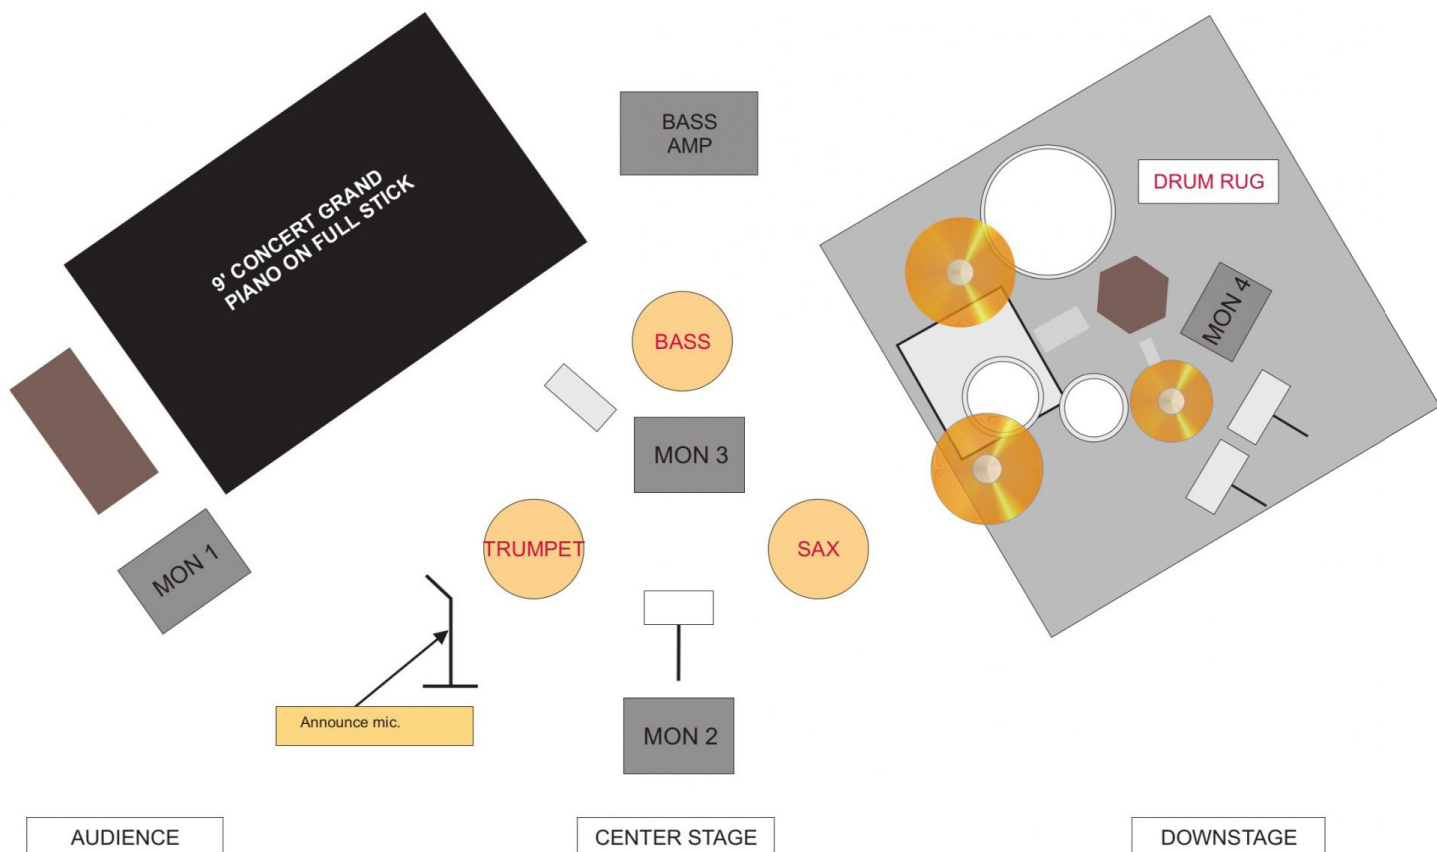 BASS
AMP
DRUM RUG
9' CONCERT GRAND
PIANO ON FULL STICK
MON 4
BASS
MON 3
TRUMPET
SAX
MON 1
Announce mic.
MON 2
AUDIENCE
CENTER STAGE
DOWNSTAGE